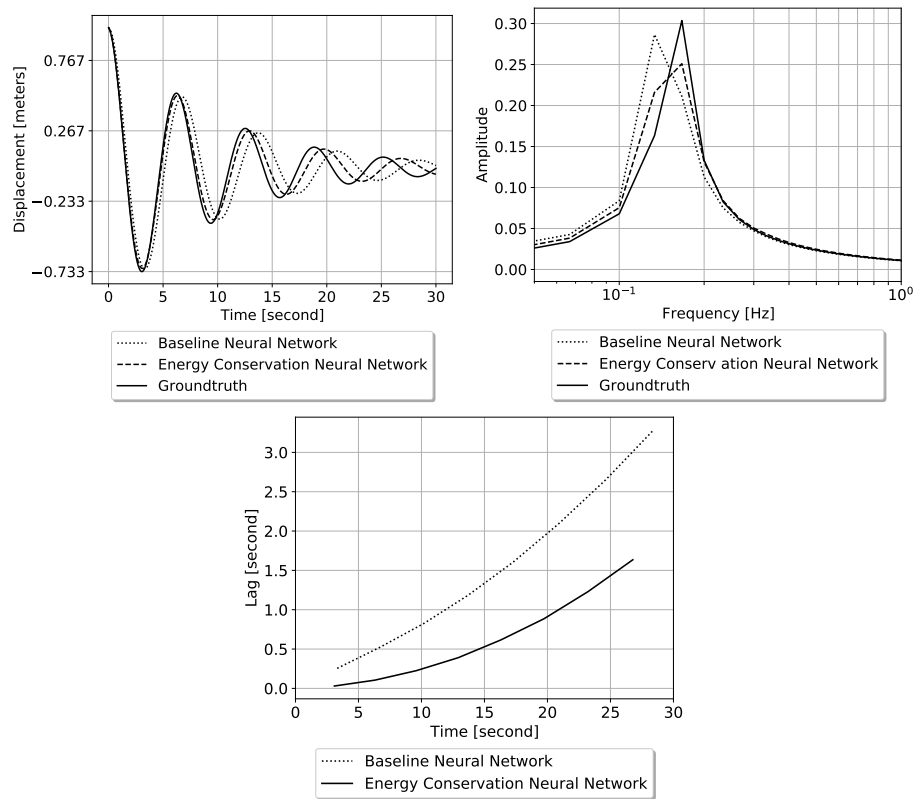 0.767
0.267
−0.233
−0.733
Displacement [meters]
0 5 10 15 20 25 30
Time [second]
Baseline Neural Network
Energy Conservation Neural Network
Groundtruth
0.30
0.25
0.20
0.15
0.10
0.05
0.00
Amplitude
10⁻¹ 10⁰
Frequency [Hz]
Baseline Neural Network
Energy Conserv ation Neural Network
Groundtruth
3.0
2.5
2.0
1.5
1.0
0.5
0.0
Lag [second]
0 5 10 15 20 25 30
Time [second]
Baseline Neural Network
Energy Conservation Neural Network